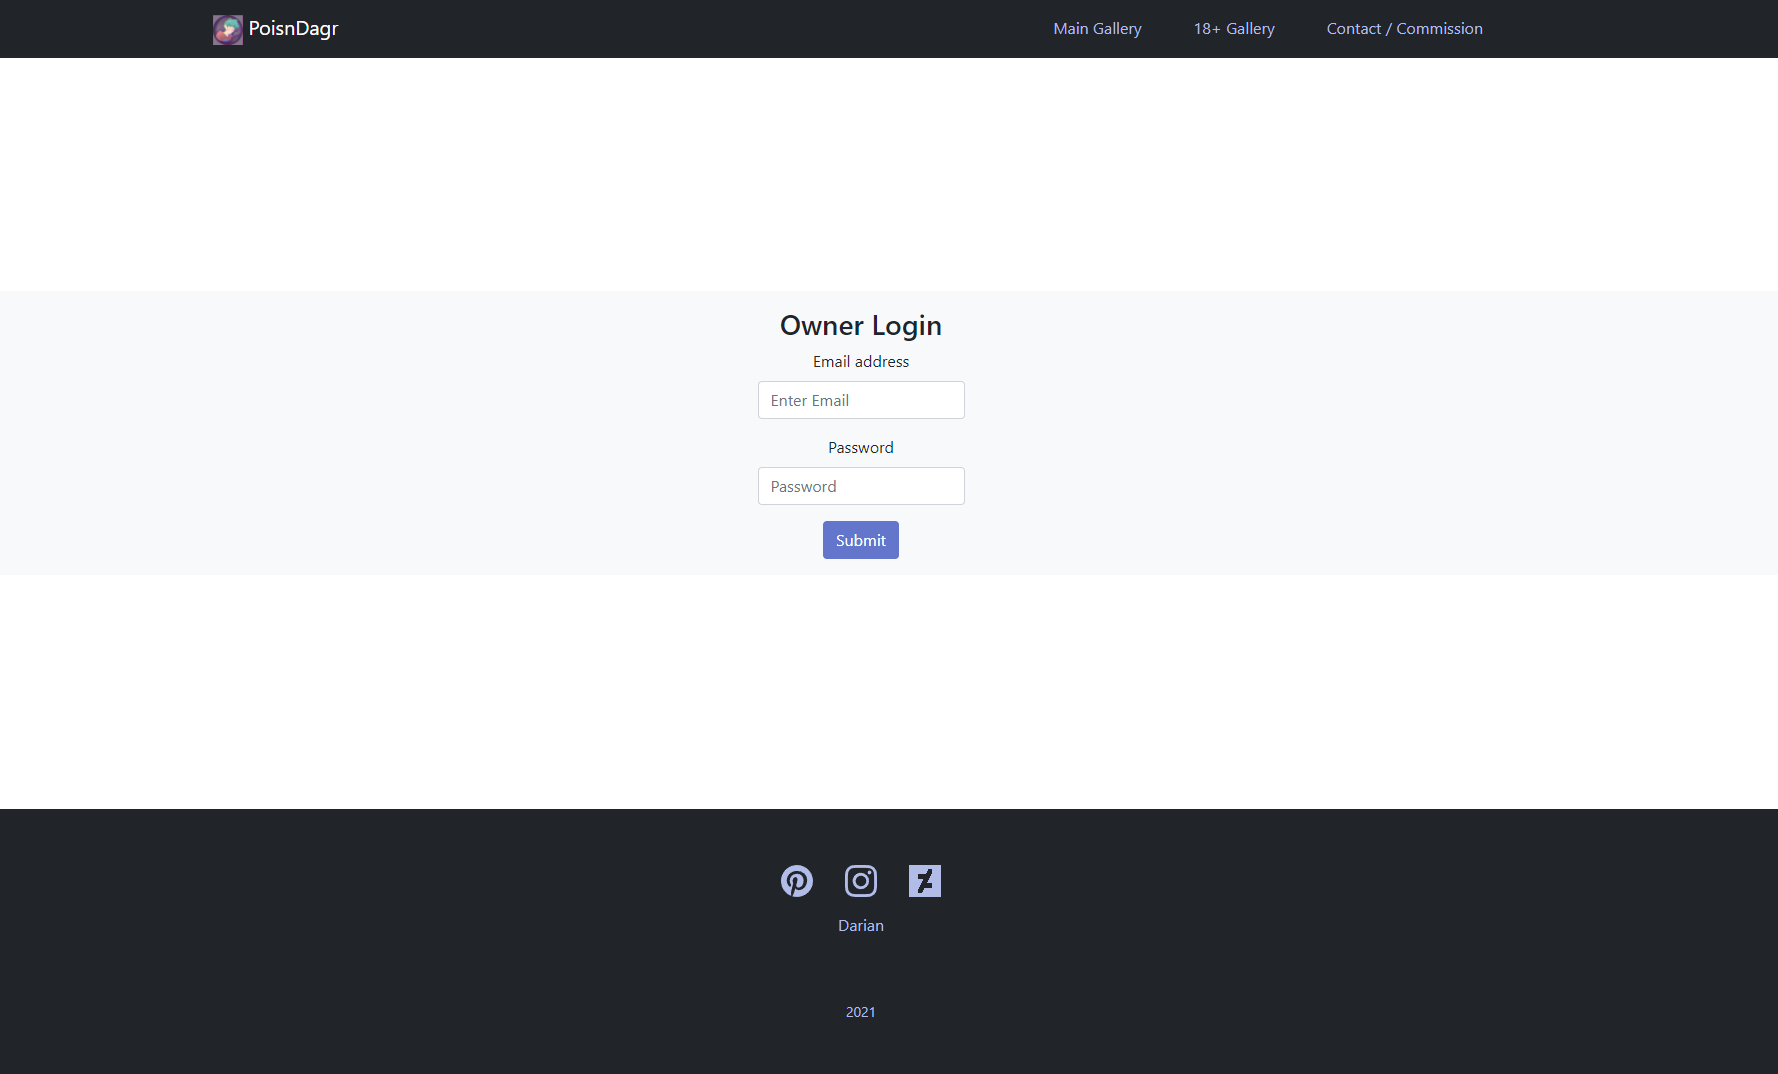 PoisnDagr Main Gallery 18+ Gallery Contact / Commission
Owner Login
Email address
Enter Email
Password
Password
Submit
Darian
2021